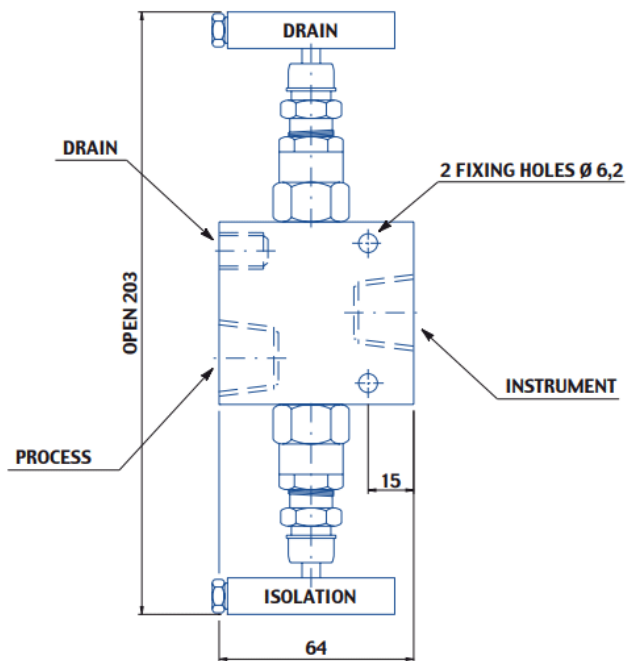 DRAIN
DRAIN
2 FIXING HOLES Ø 6,2
OPEN 203
INSTRUMENT
PROCESS
15
ISOLATION
64